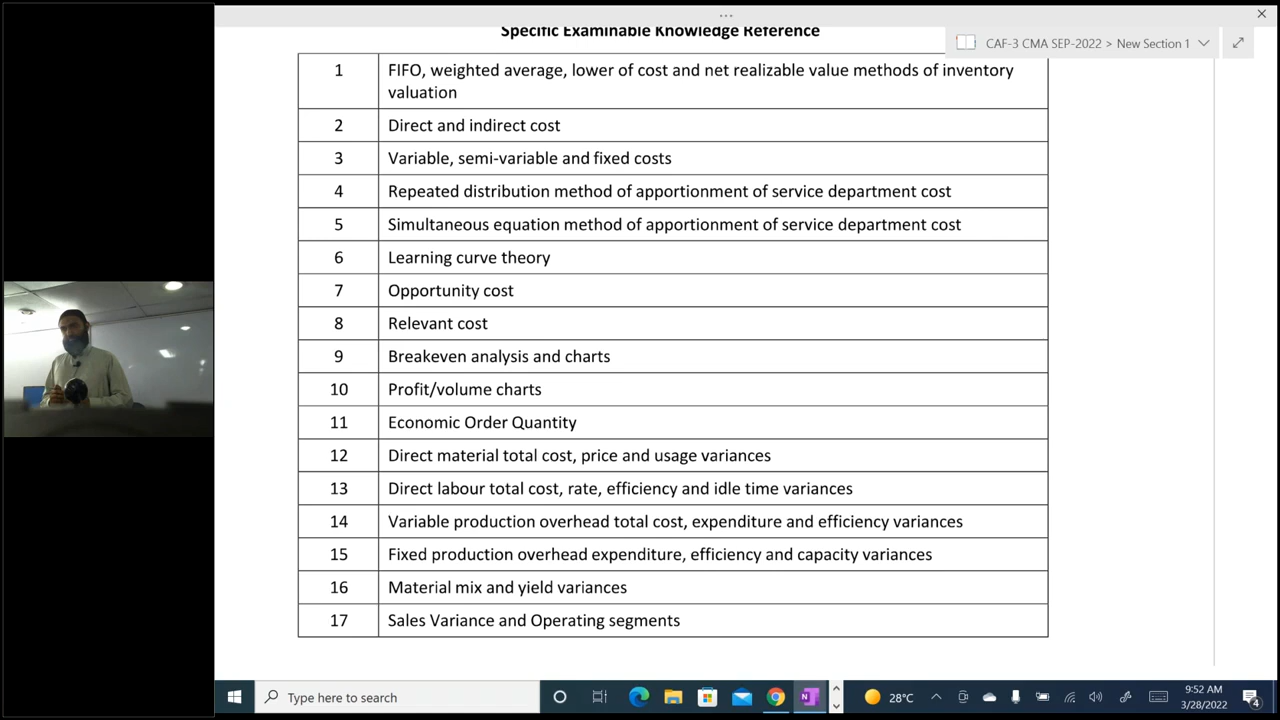 Specific Examinable Knowledge Reference
CAF-3 CMA SEP-2022 > New Section 1
1 FIFO, weighted average, lower of cost and net realizable value methods of inventory
valuation
2 Direct and indirect cost
3 Variable, semi-variable and fixed costs
4 Repeated distribution method of apportionment of service department cost
5 Simultaneous equation method of apportionment of service department cost
6 Learning curve theory
7 Opportunity cost
8 Relevant cost
9 Breakeven analysis and charts
10 Profit/volume charts
11 Economic Order Quantity
12 Direct material total cost, price and usage variances
13 Direct labour total cost, rate, efficiency and idle time variances
14 Variable production overhead total cost, expenditure and efficiency variances
15 Fixed production overhead expenditure, efficiency and capacity variances
16 Material mix and yield variances
17 Sales Variance and Operating segments
Type here to search
28°C
9:52 AM
3/28/2022
4